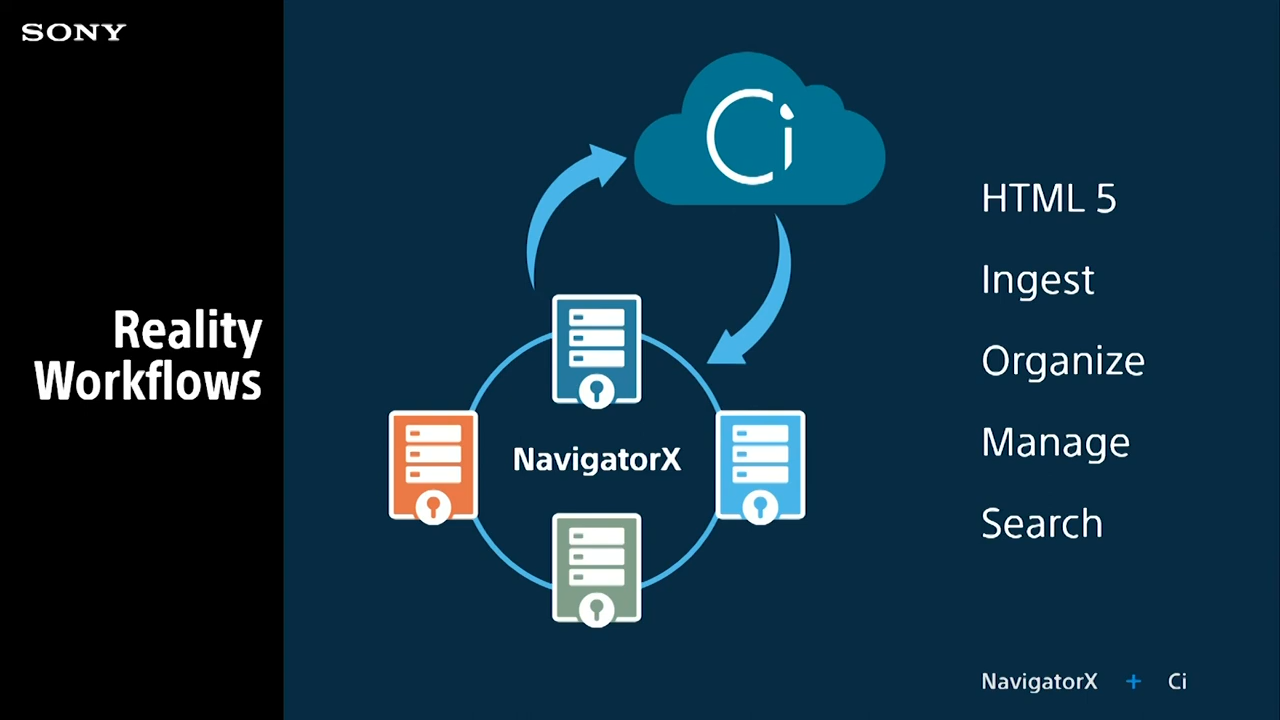 SONY
Reality
Workflows
Ci
NavigatorX
HTML 5
Ingest
Organize
Manage
Search
NavigatorX + Ci